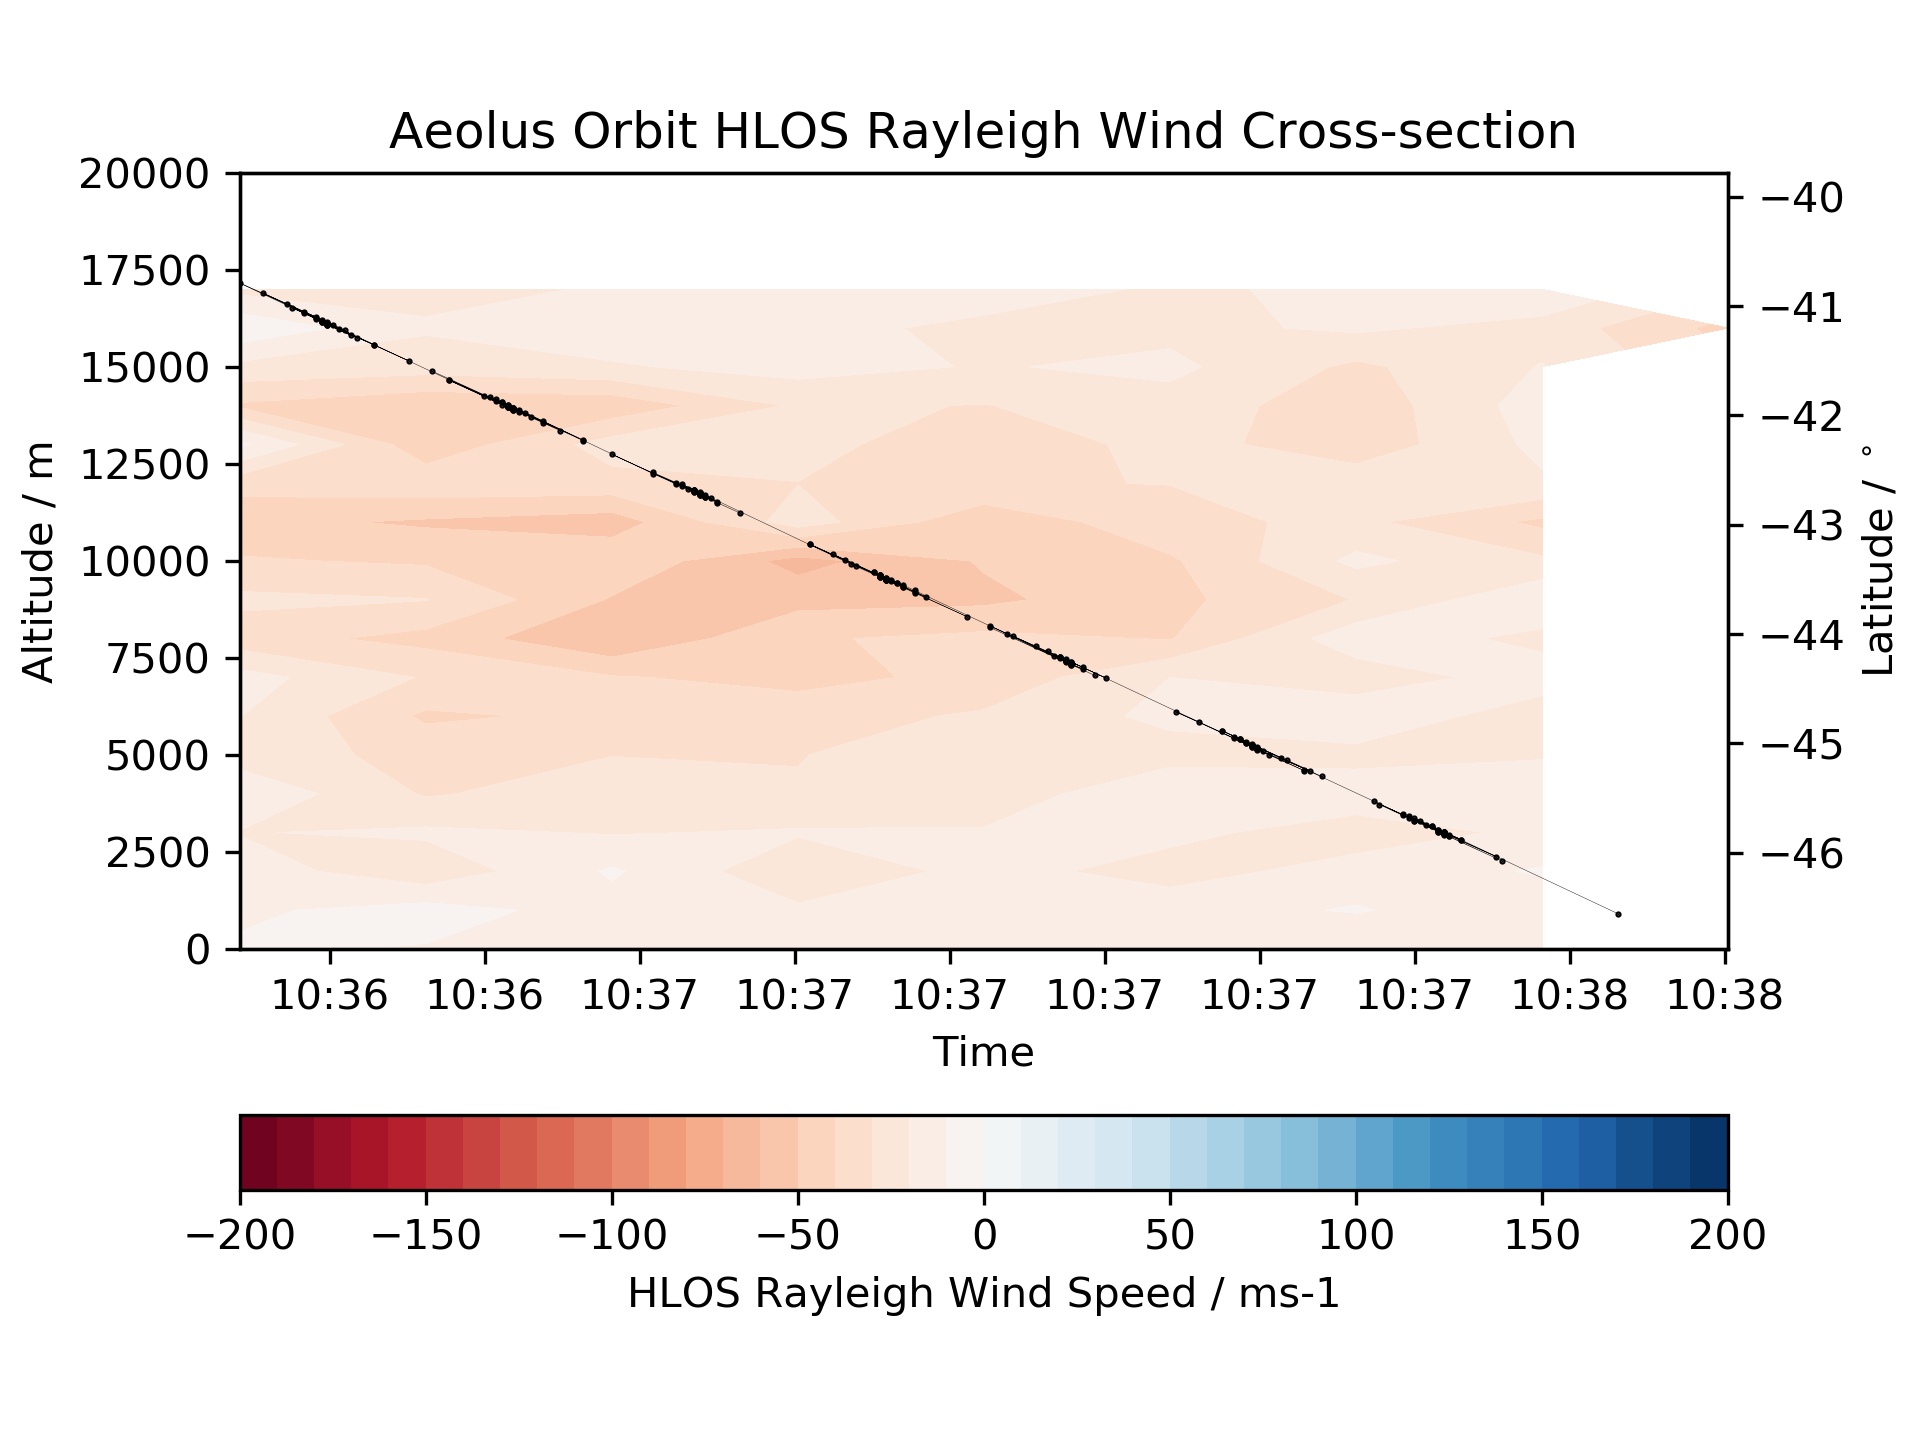 Aeolus Orbit HLOS Rayleigh Wind Cross-section
20000
17500
15000
12500
10000
7500
5000
2500
0
Altitude / m
−40
−41
−42
−43
−44
−45
−46
Latitude / °
10:36 10:36 10:37 10:37 10:37 10:37 10:37 10:37 10:38 10:38
Time
−200 −150 −100 −50 0 50 100 150 200
HLOS Rayleigh Wind Speed / ms-1